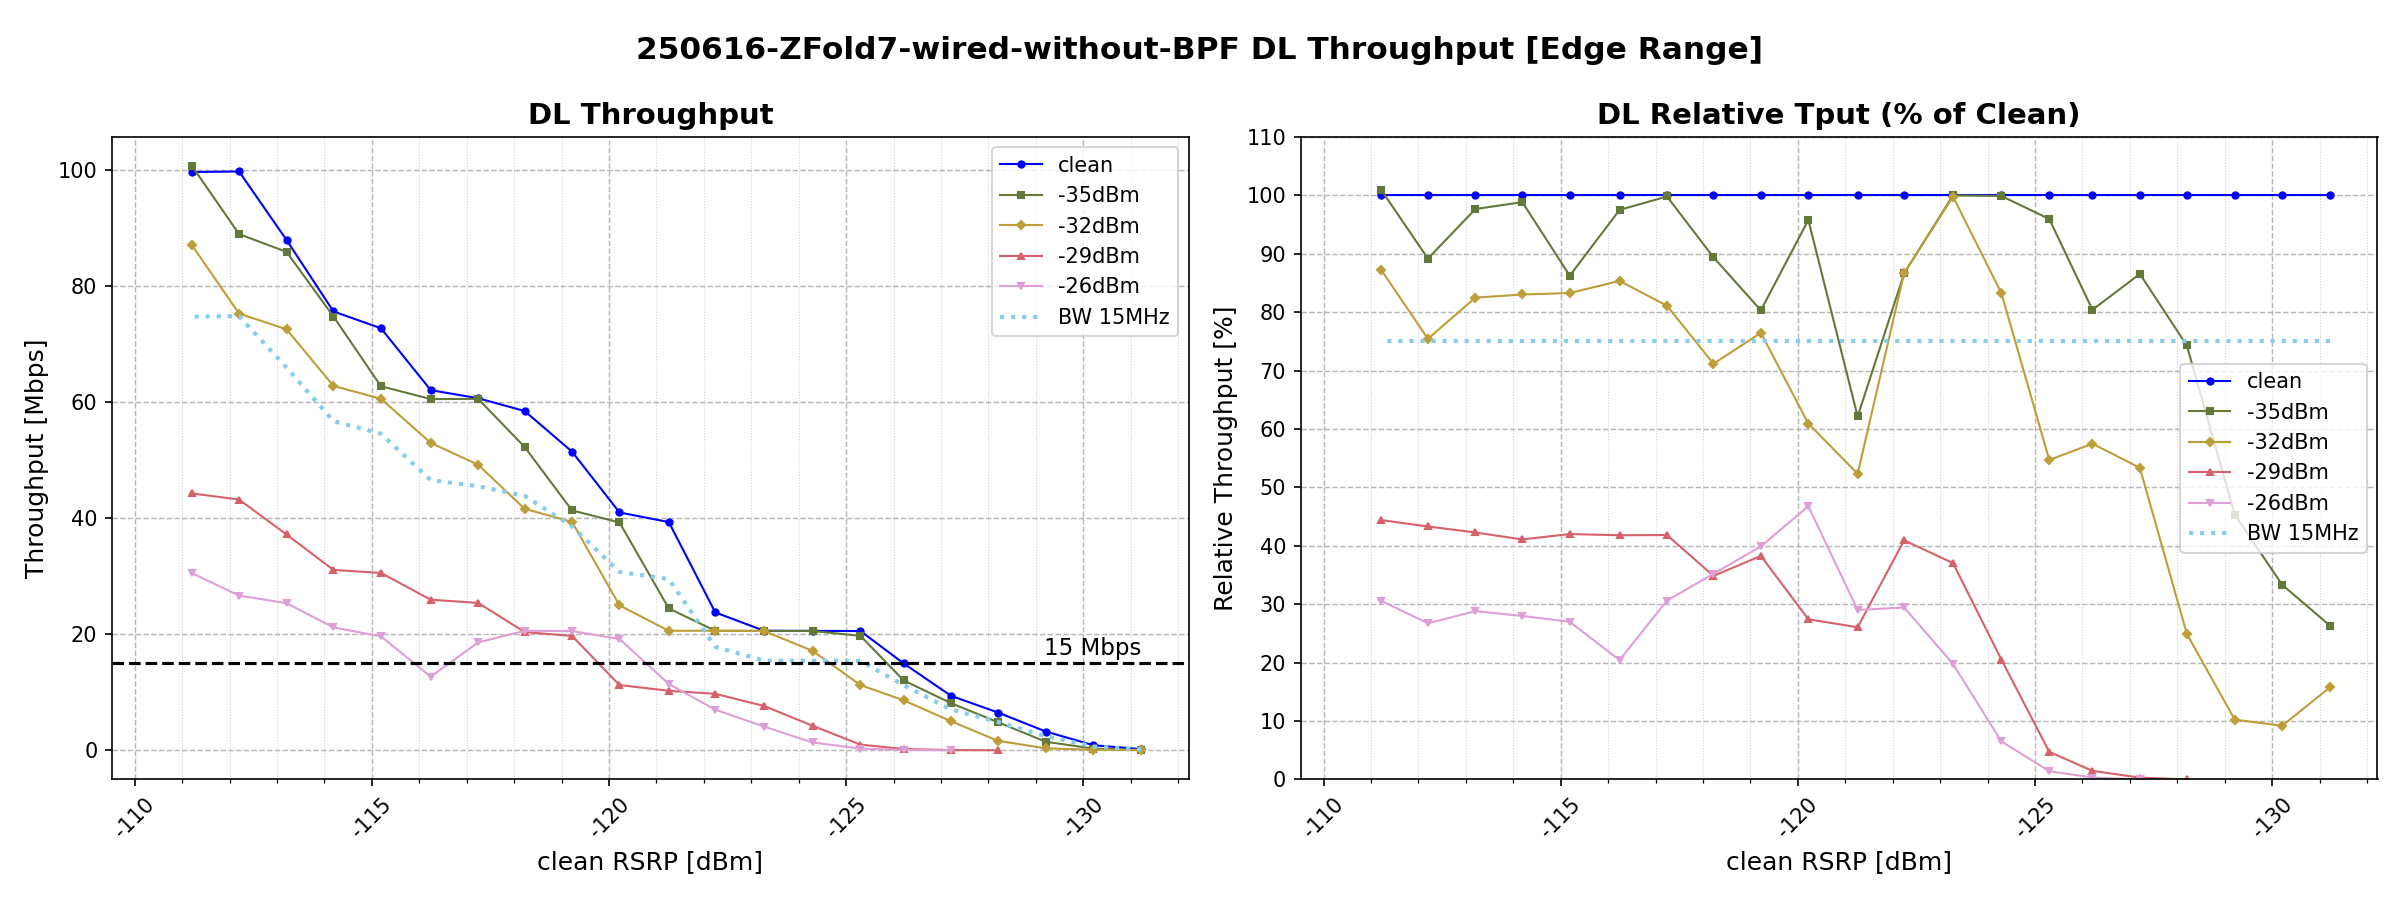 250616-ZFold7-wired-without-BPF DL Throughput [Edge Range]
DL Throughput
Throughput [Mbps]
100
80
60
40
20
0
clean
-35dBm
-32dBm
-29dBm
-26dBm
BW 15MHz
15 Mbps
-110
-115
-120
-125
-130
clean RSRP [dBm]
DL Relative Tput (% of Clean)
Relative Throughput [%]
110
100
90
80
70
60
50
40
30
20
10
0
clean
-35dBm
-32dBm
-29dBm
-26dBm
BW 15MHz
-110
-115
-120
-125
-130
clean RSRP [dBm]